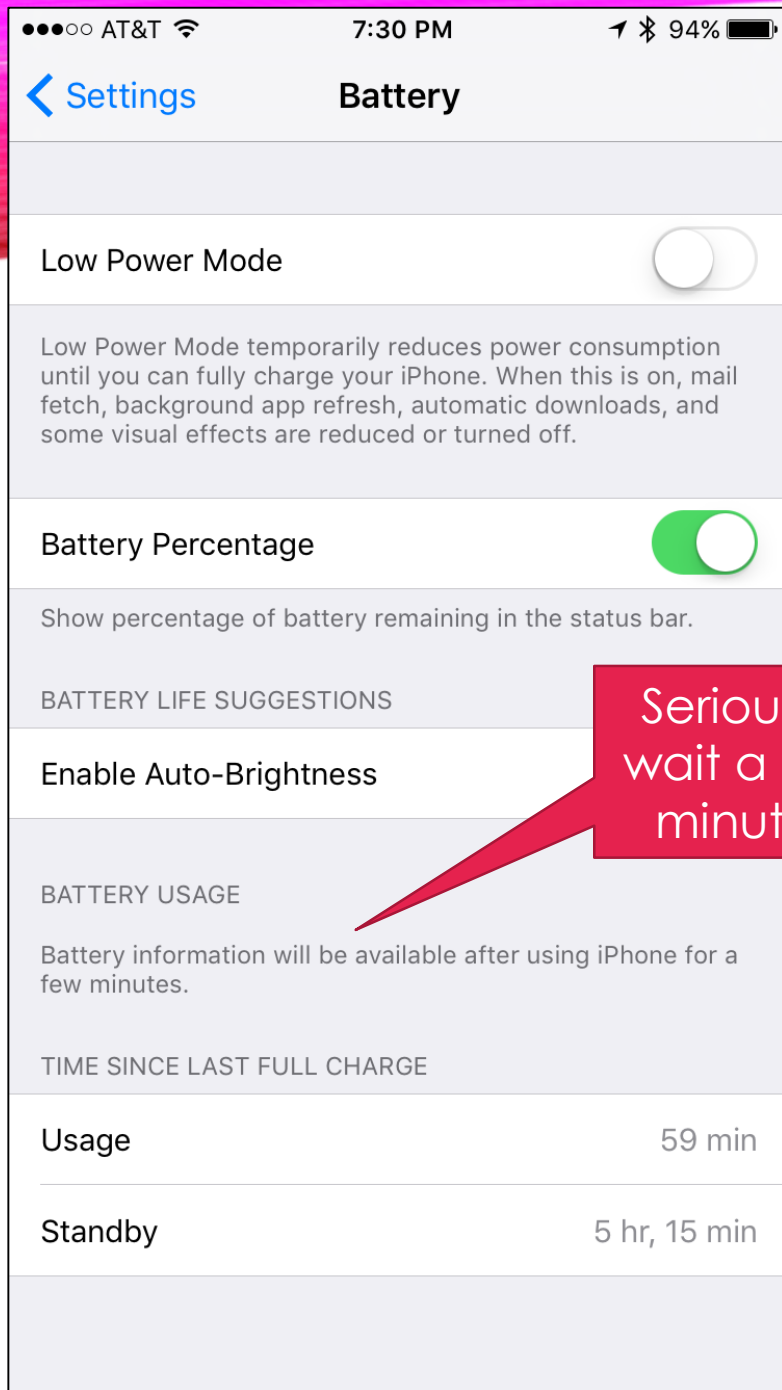 AT&T 7:30 PM 94%
Settings Battery
Low Power Mode
Low Power Mode temporarily reduces power consumption
until you can fully charge your iPhone. When this is on, mail
fetch, background app refresh, automatic downloads, and
some visual effects are reduced or turned off.
Battery Percentage
Show percentage of battery remaining in the status bar.
BATTERY LIFE SUGGESTIONS
Enable Auto-Brightness
wait a
BATTERY USAGE
Battery information will be available after using iPhone for a
few minutes.
TIME SINCE LAST FULL CHARGE
Usage 59 min
Standby 5 hr, 15 min